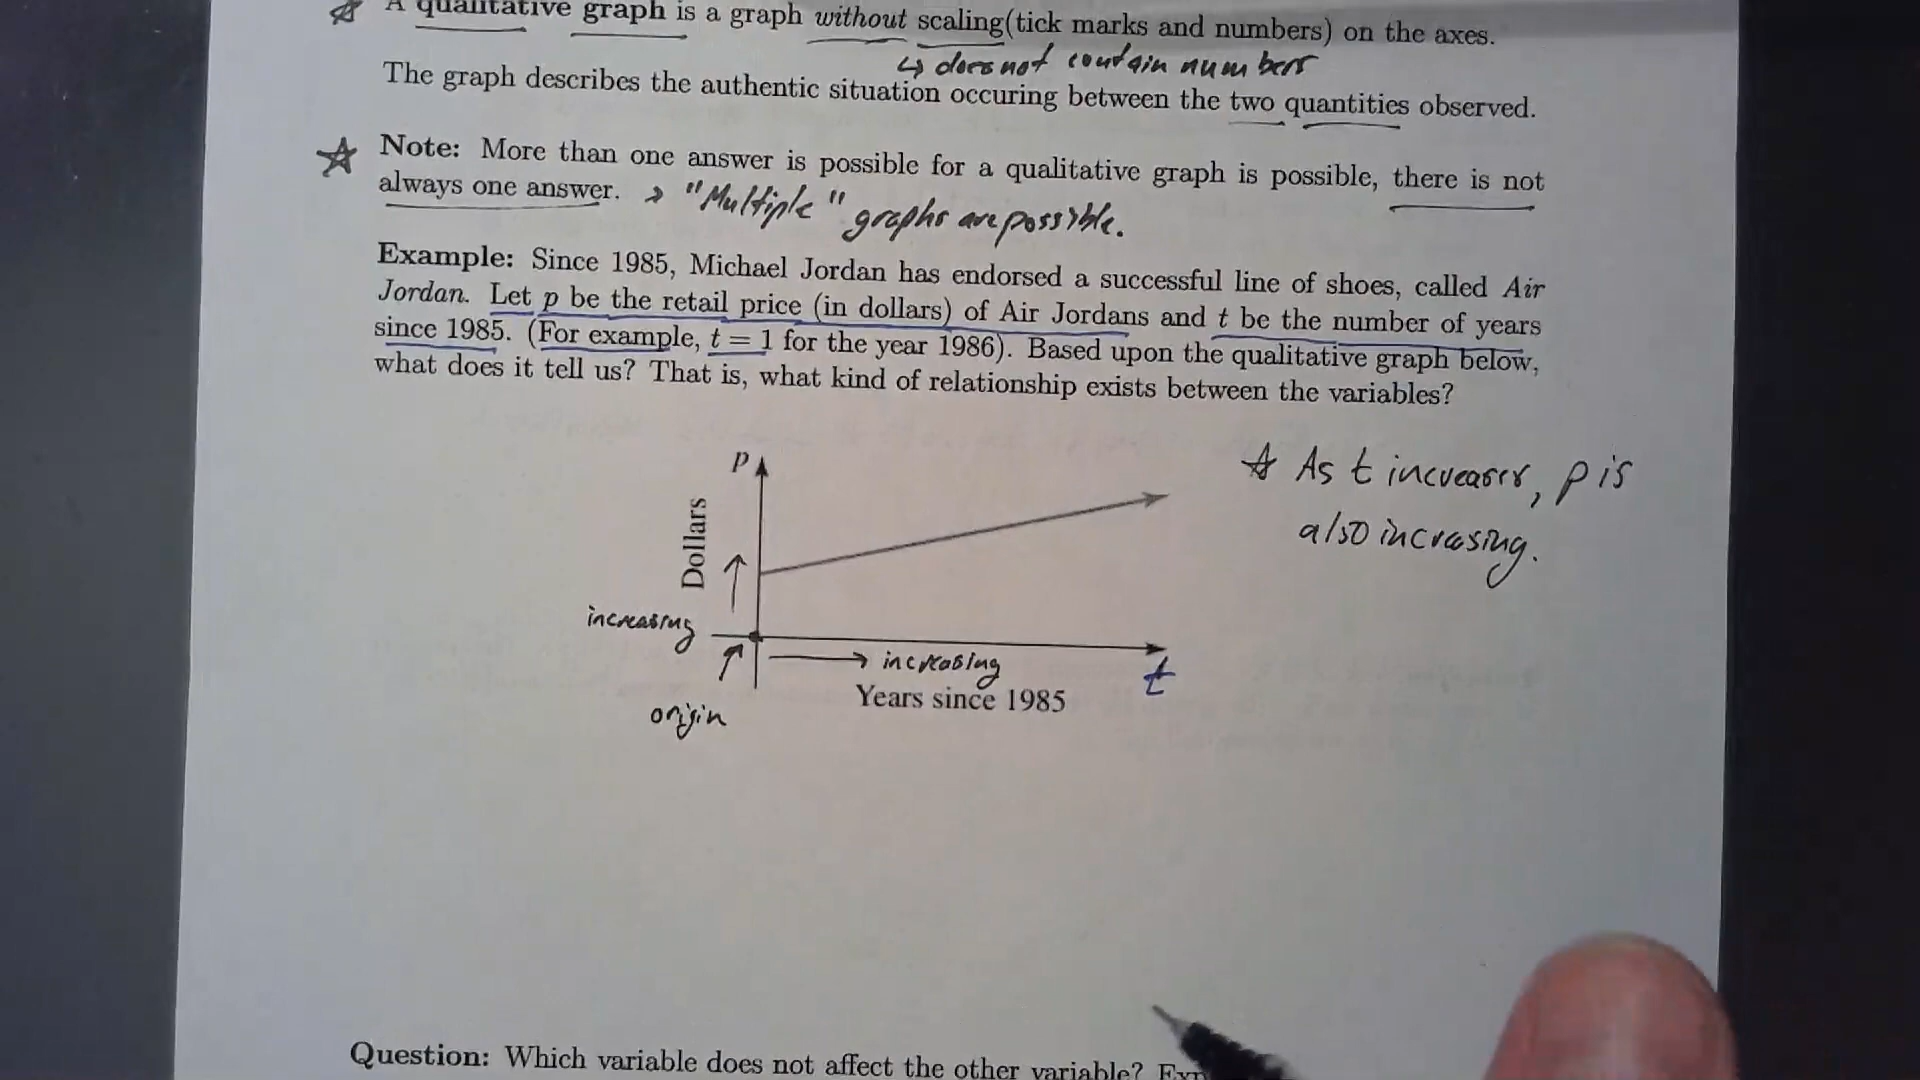 A qualitative graph is a graph without scaling(tick marks and numbers) on the axes.
↳ does not contain numbers
The graph describes the authentic situation occuring between the two quantities observed.
Note: More than one answer is possible for a qualitative graph is possible, there is not
always one answer. → "Multiple" graphs are possible.
Example: Since 1985, Michael Jordan has endorsed a successful line of shoes, called Air
Jordan. Let p be the retail price (in dollars) of Air Jordans and t be the number of years
since 1985. (For example, t = 1 for the year 1986). Based upon the qualitative graph below,
what does it tell us? That is, what kind of relationship exists between the variables?
p
Dollars
☆ As t increases, p is
also increasing.
increasing
→ increasing
t
Years since 1985
origin
Question: Which variable does not affect the other variable?